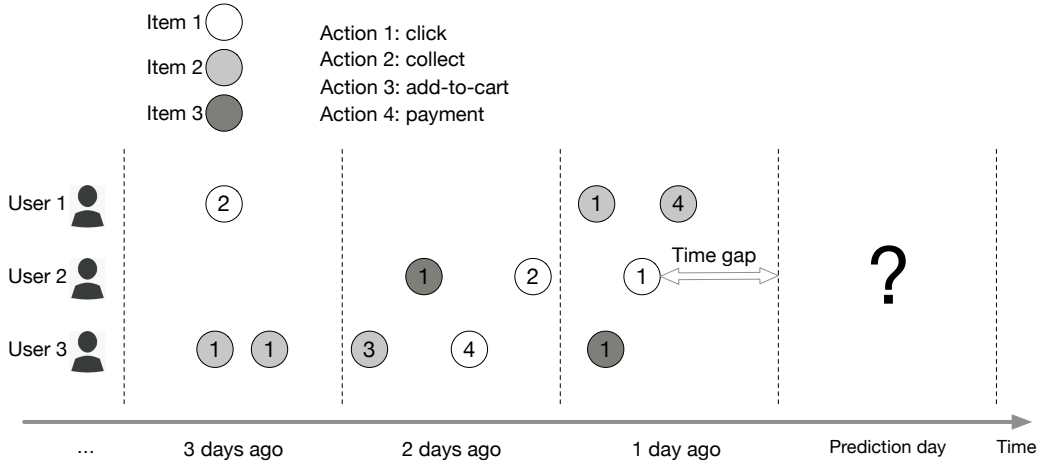 Item 1
Action 1: click
Item 2
Action 2: collect
Action 3: add-to-cart
Item 3
Action 4: payment
User 1
2
1
4
User 2
1
2
1
Time gap
?
User 3
1
1
3
4
1
...
3 days ago
2 days ago
1 day ago
Prediction day
Time